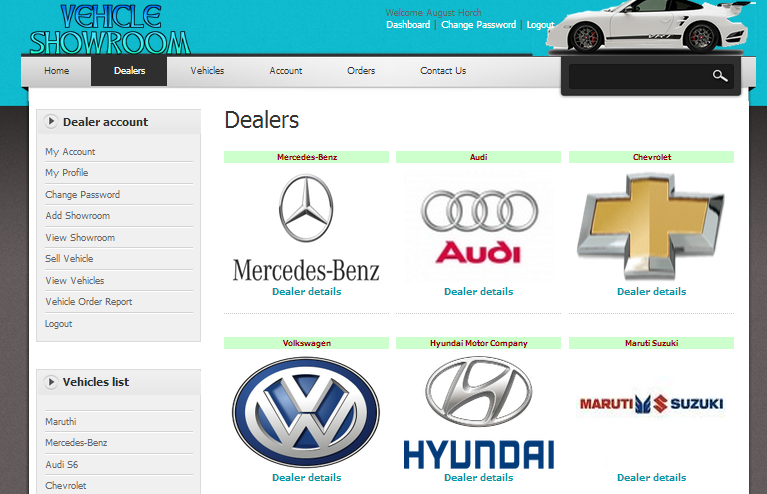 VEHICLE
SHOWROOM
Welcome August Horch
Dashboard | Change Password | Logout
Home Dealers Vehicles Account Orders Contact Us
Dealer account
My Account
My Profile
Change Password
Add Showroom
View Showroom
Sell Vehicle
View Vehicles
Vehicle Order Report
Logout
Vehicles list
Maruthi
Mercedes-Benz
Audi S6
Chevrolet
Dealers
Mercedes-Benz Audi Chevrolet
Mercedes-Benz Audi
Dealer details Dealer details Dealer details
Volkswagen Hyundai Motor Company Maruti Suzuki
HYUNDAI MARUTI SUZUKI
Dealer details Dealer details Dealer details